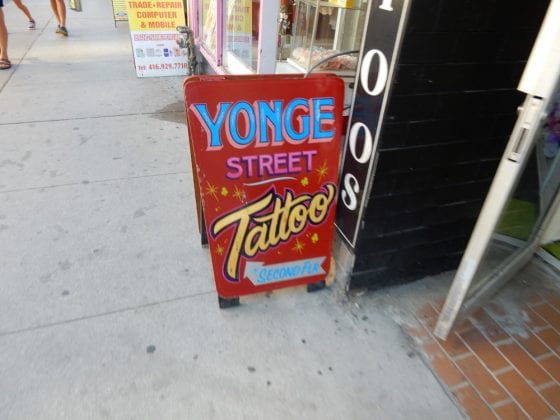 TRADE - REPAIR
COMPUTER
& MOBILE
Tel: 416.929.7710
YONGE
STREET
Tattoo
SECOND FLR
OOS